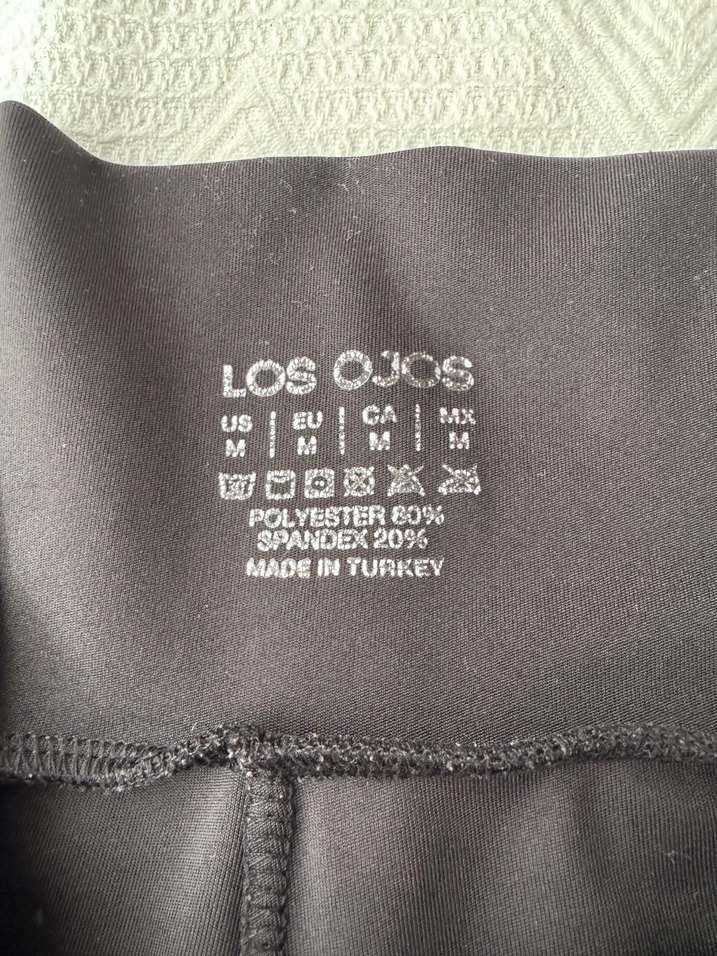 LOS OJOS
US | EU | CA | MX
M | M | M | M
POLYESTER 80%
SPANDEX 20%
MADE IN TURKEY